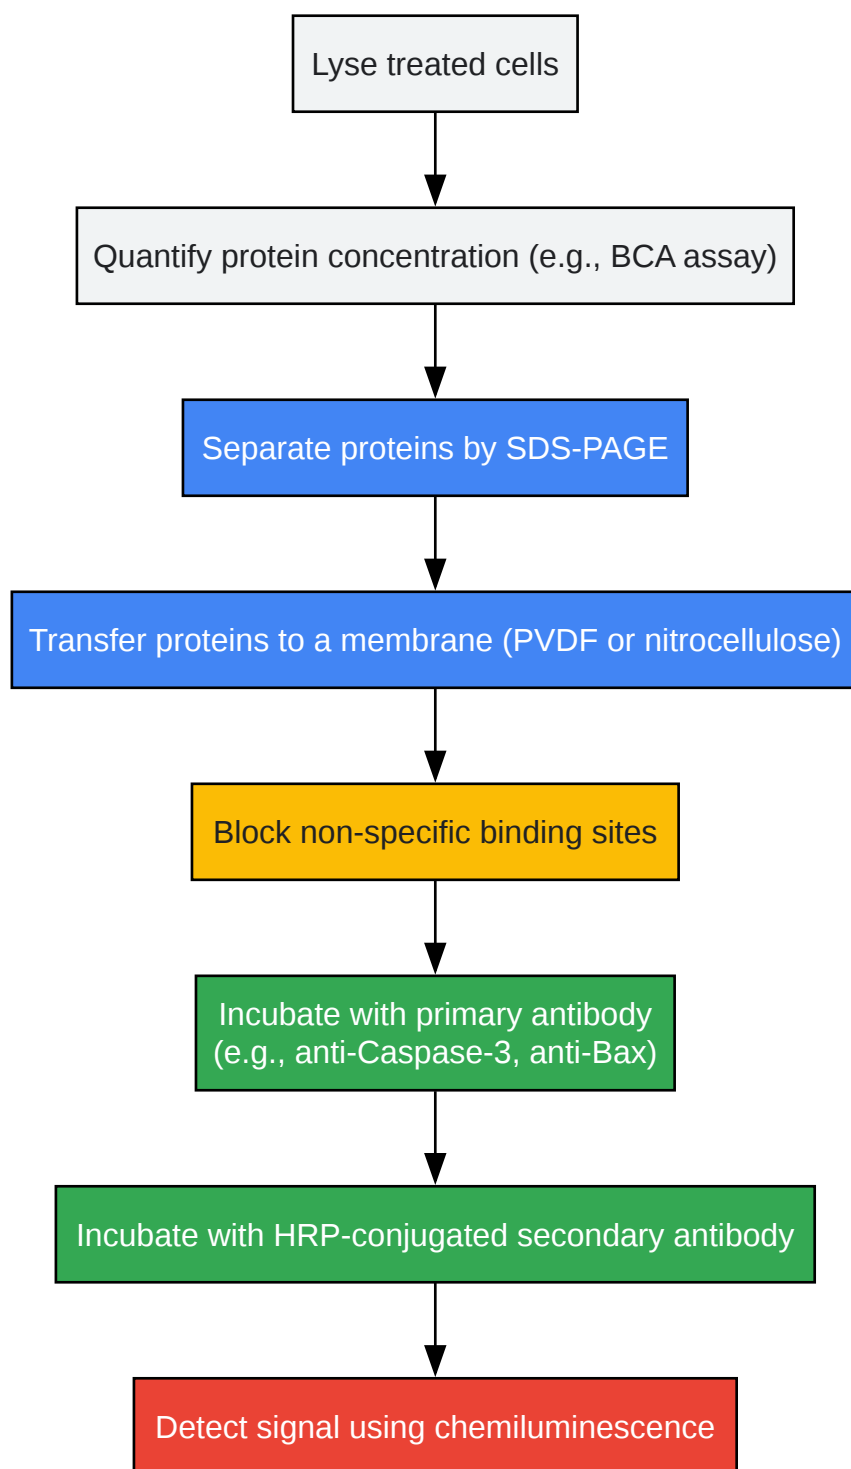 Lyse treated cells
Quantify protein concentration (e.g., BCA assay)
Separate proteins by SDS-PAGE
Transfer proteins to a membrane (PVDF or nitrocellulose)
Block non-specific binding sites
Incubate with primary antibody
(e.g., anti-Caspase-3, anti-Bax)
Incubate with HRP-conjugated secondary antibody
Detect signal using chemiluminescence